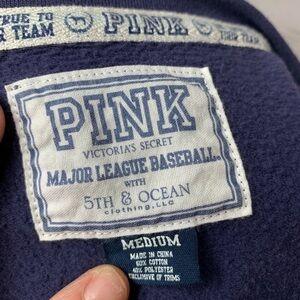 TRUE TO
TEAM
PINK
TEAM
PINK
VICTORIA'S SECRET
MAJOR LEAGUE BASEBALL.
WITH
5TH & OCEAN
clothing, LLC
MEDIUM
MADE IN CHINA
60% COTTON
40% POLYESTER
EXCLUSIVE OF TRIMS